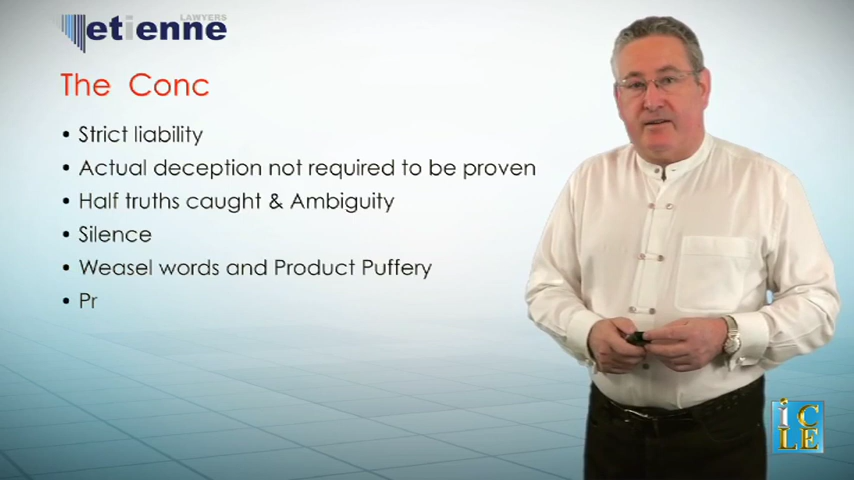 LAWYERS
etienne
The Conc
• Strict liability
• Actual deception not required to be proven
• Half truths caught & Ambiguity
• Silence
• Weasel words and Product Puffery
• Pr
i C
L E